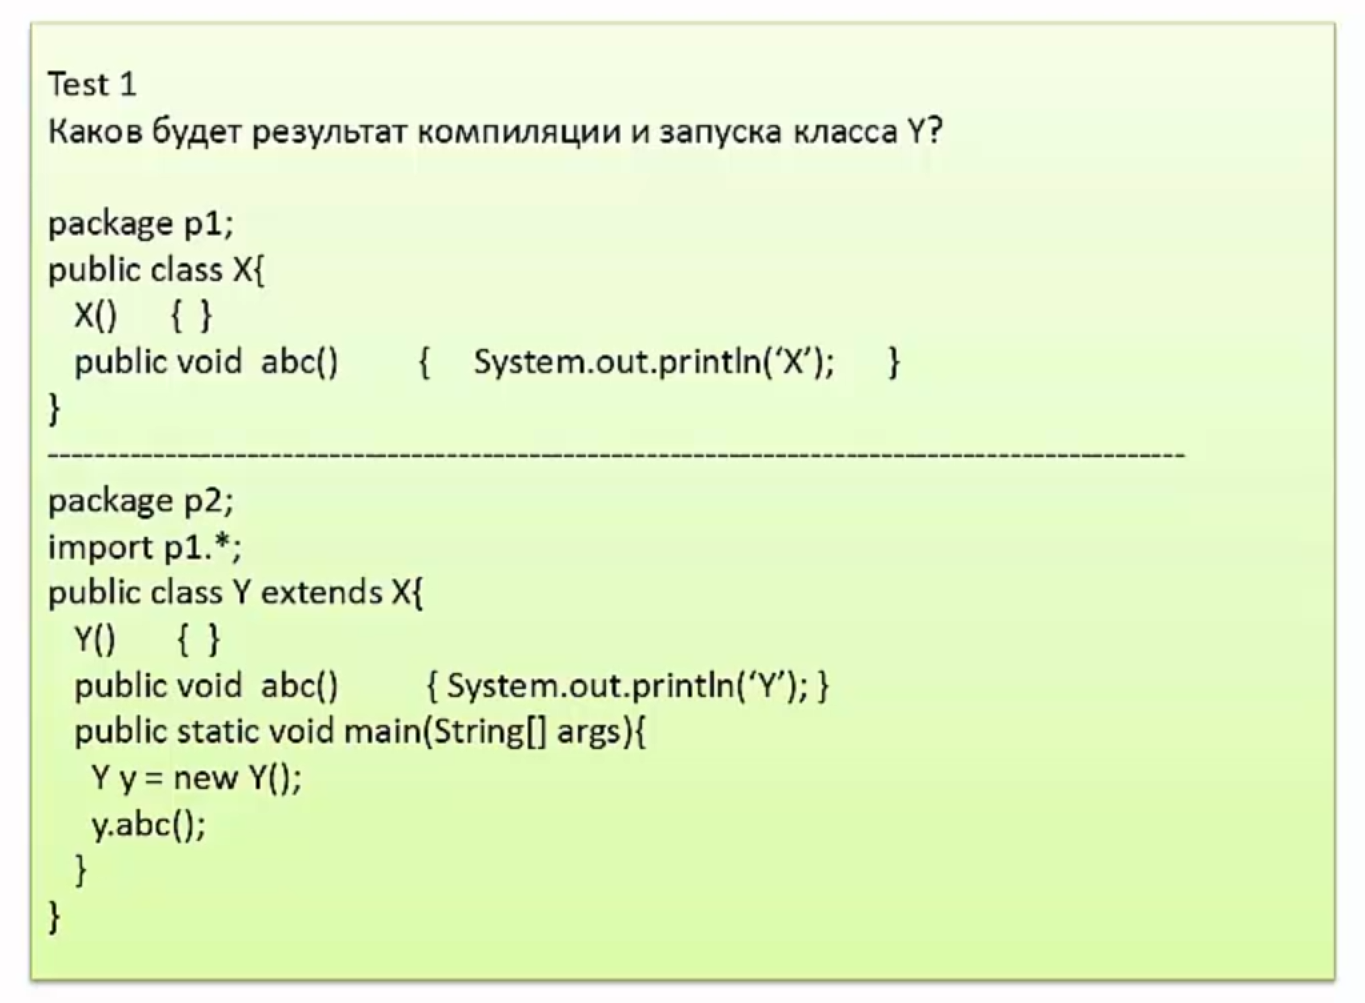 Test 1
Каков будет результат компиляции и запуска класса Y?
package p1;
public class X{
X() { }
public void abc() { System.out.println(‘X’); }
}
--------------------------------------------------------------------------------------------------
package p2;
import p1.*;
public class Y extends X{
Y() { }
public void abc() { System.out.println(‘Y’); }
public static void main(String[] args){
Y y = new Y();
y.abc();
}
}